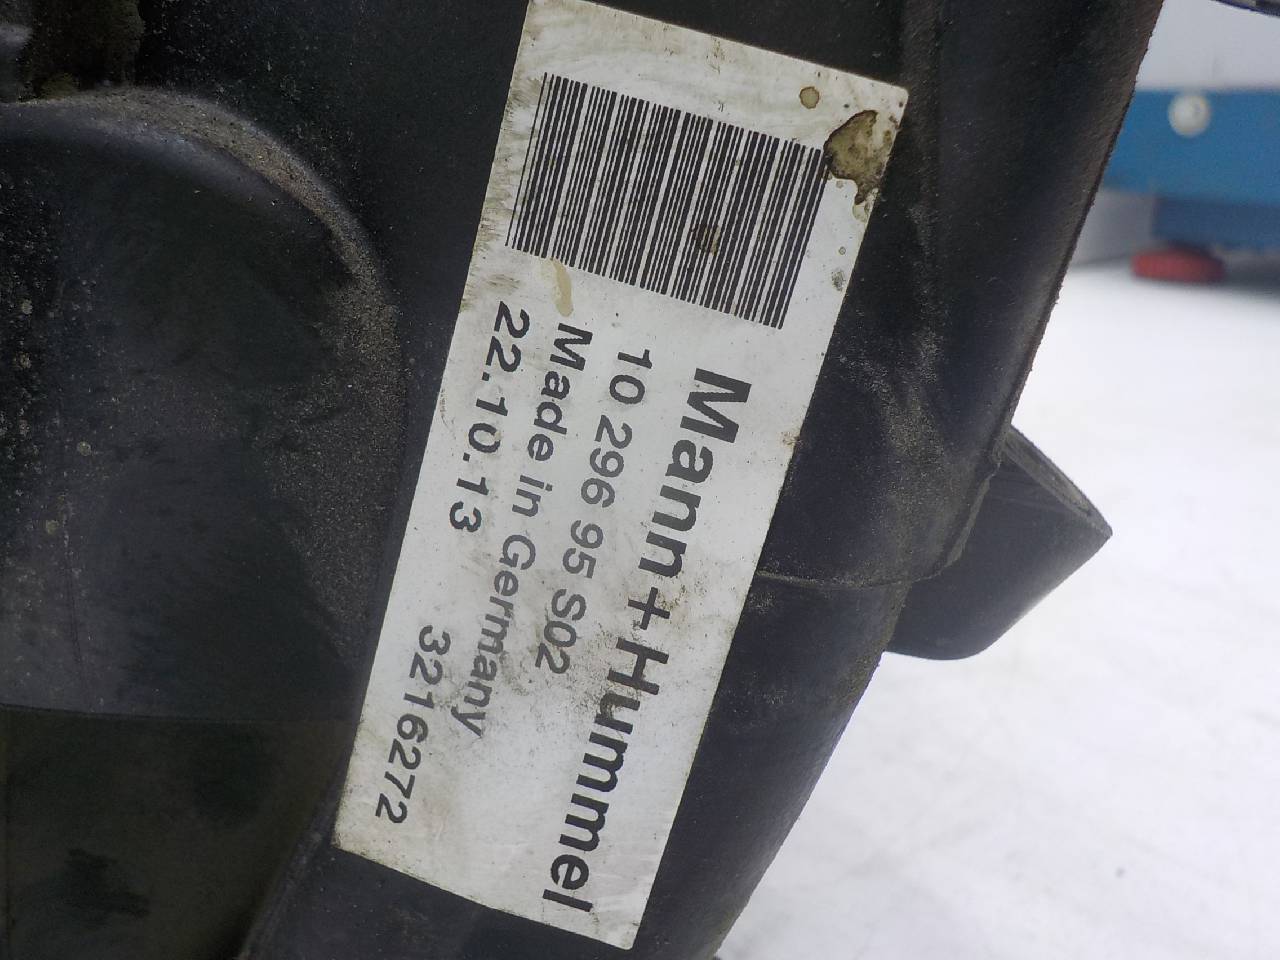 Mann+Hummel
10 296 95 S02
Made in Germany
22.10.13 3216272